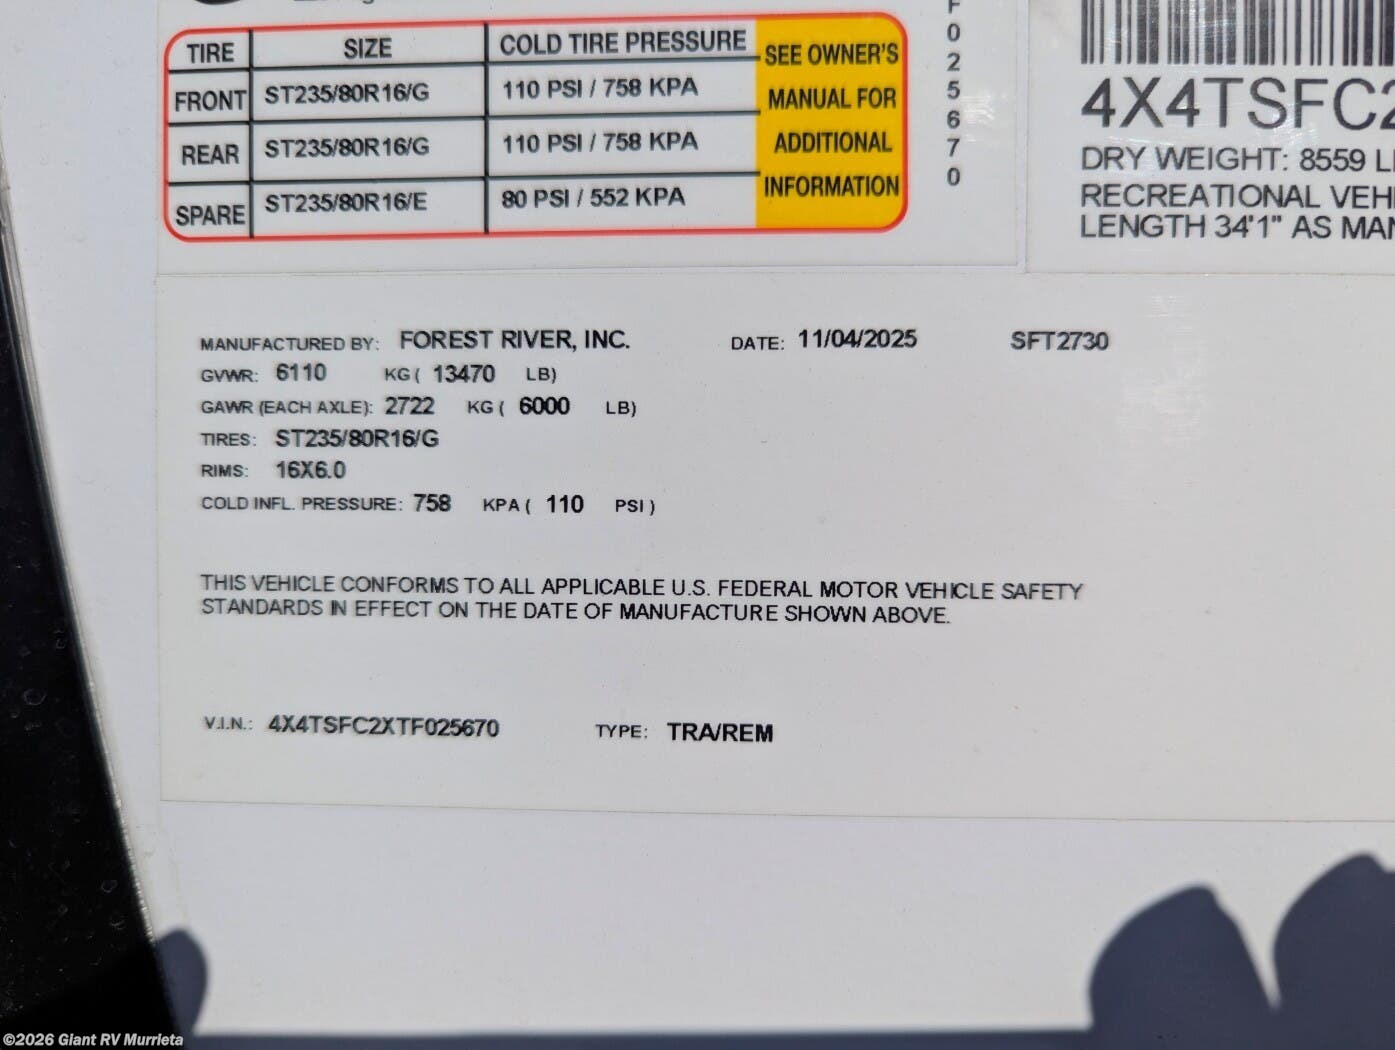 TIRE SIZE COLD TIRE PRESSURE
FRONT ST235/80R16/G 110 PSI / 758 KPA
REAR ST235/80R16/G 110 PSI / 758 KPA
SPARE ST235/80R16/E 80 PSI / 552 KPA
SEE OWNER'S
MANUAL FOR
ADDITIONAL
INFORMATION
F
0
2
5
6
7
0
4X4TSFC2
DRY WEIGHT: 8559 L
RECREATIONAL VEH
LENGTH 34'1" AS MAN
MANUFACTURED BY: FOREST RIVER, INC. DATE: 11/04/2025 SFT2730
GVWR: 6110 KG ( 13470 LB)
GAWR (EACH AXLE): 2722 KG ( 6000 LB)
TIRES: ST235/80R16/G
RIMS: 16X6.0
COLD INFL. PRESSURE: 758 KPA ( 110 PSI )
THIS VEHICLE CONFORMS TO ALL APPLICABLE U.S. FEDERAL MOTOR VEHICLE SAFETY
STANDARDS IN EFFECT ON THE DATE OF MANUFACTURE SHOWN ABOVE.
V.I.N.: 4X4TSFC2XTF025670 TYPE: TRA/REM
©2026 Giant RV Murrieta